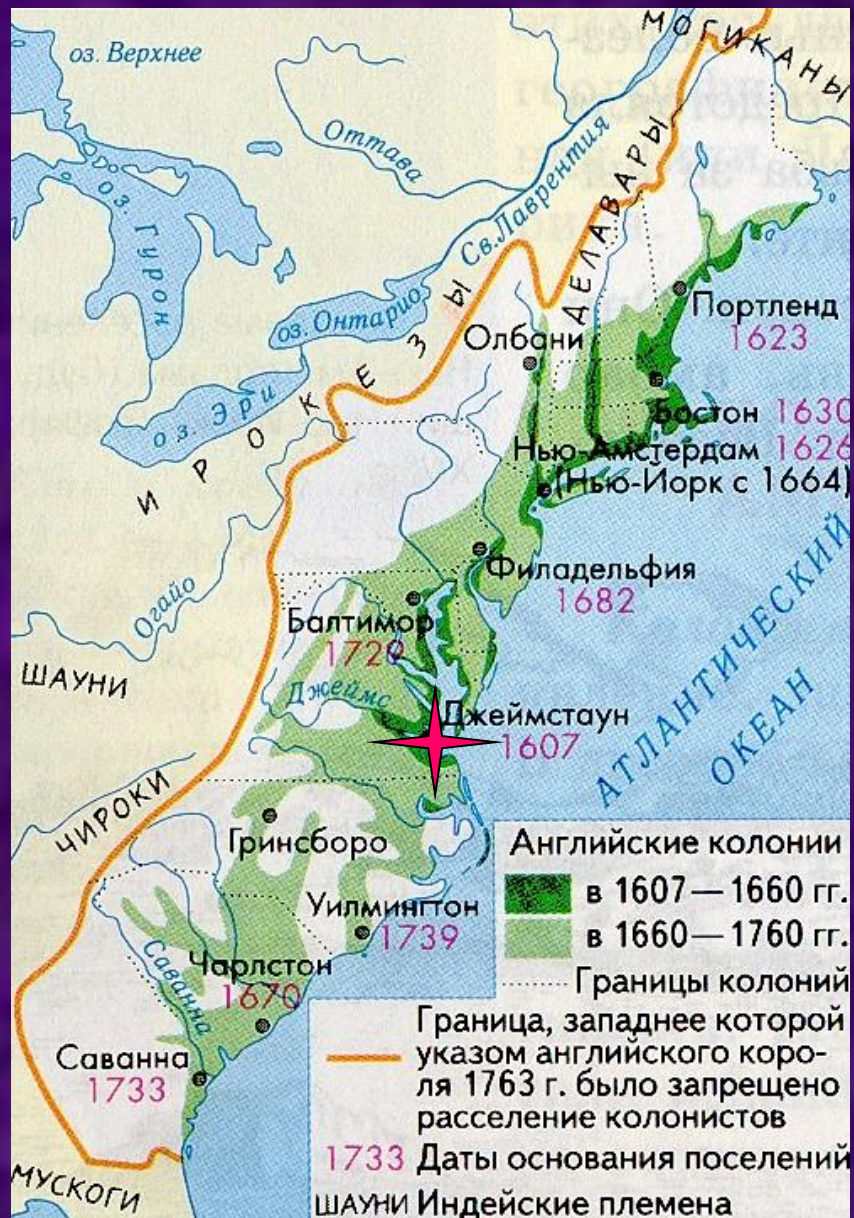 МОГИКАНЫ
оз. Верхнее
Оттава
Св.Лаврентия
ДЕЛАВАРЫ
оз. Гурон
оз. Онтарио
Портленд
1623
Олбани
ИРОКЕЗЫ
оз. Эри
Бостон 1630
Нью-Амстердам 1626
(Нью-Йорк с 1664)
Огайо
Филадельфия
1682
Балтимор
1729
ШАУНИ
Джеймс
Джеймстаун
1607
АТЛАНТИЧЕСКИЙ
ОКЕАН
ЧИРОКИ
Гринсборо
Уилмингтон
1739
Чарлстон
1670
Саванна
Саванна
1733
МУСКОГИ
Английские колонии
в 1607—1660 гг.
в 1660—1760 гг.
Границы колоний
Граница, западнее которой
указом английского коро-
ля 1763 г. было запрещено
расселение колонистов
1733 Даты основания поселений
ШАУНИ Индейские племена